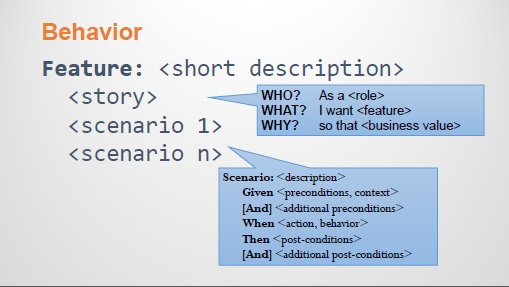 Behavior
Feature: <short description>
<story>
WHO? As a <role>
WHAT? I want <feature>
WHY? so that <business value>
<scenario 1>
<scenario n>
Scenario: <description>
Given <preconditions, context>
[And] <additional preconditions>
When <action, behavior>
Then <post-conditions>
[And] <additional post-conditions>